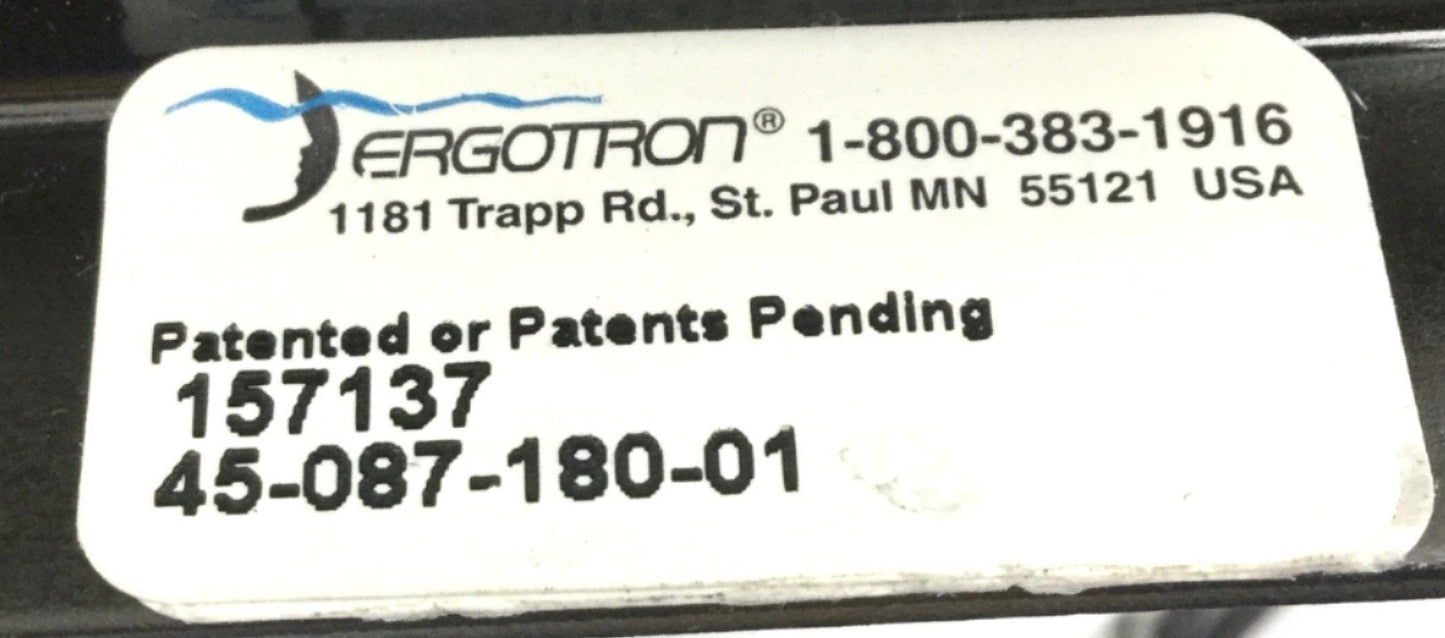 ERGOTRON® 1-800-383-1916
1181 Trapp Rd., St. Paul MN 55121 USA
Patented or Patents Pending
157137
45-087-180-01